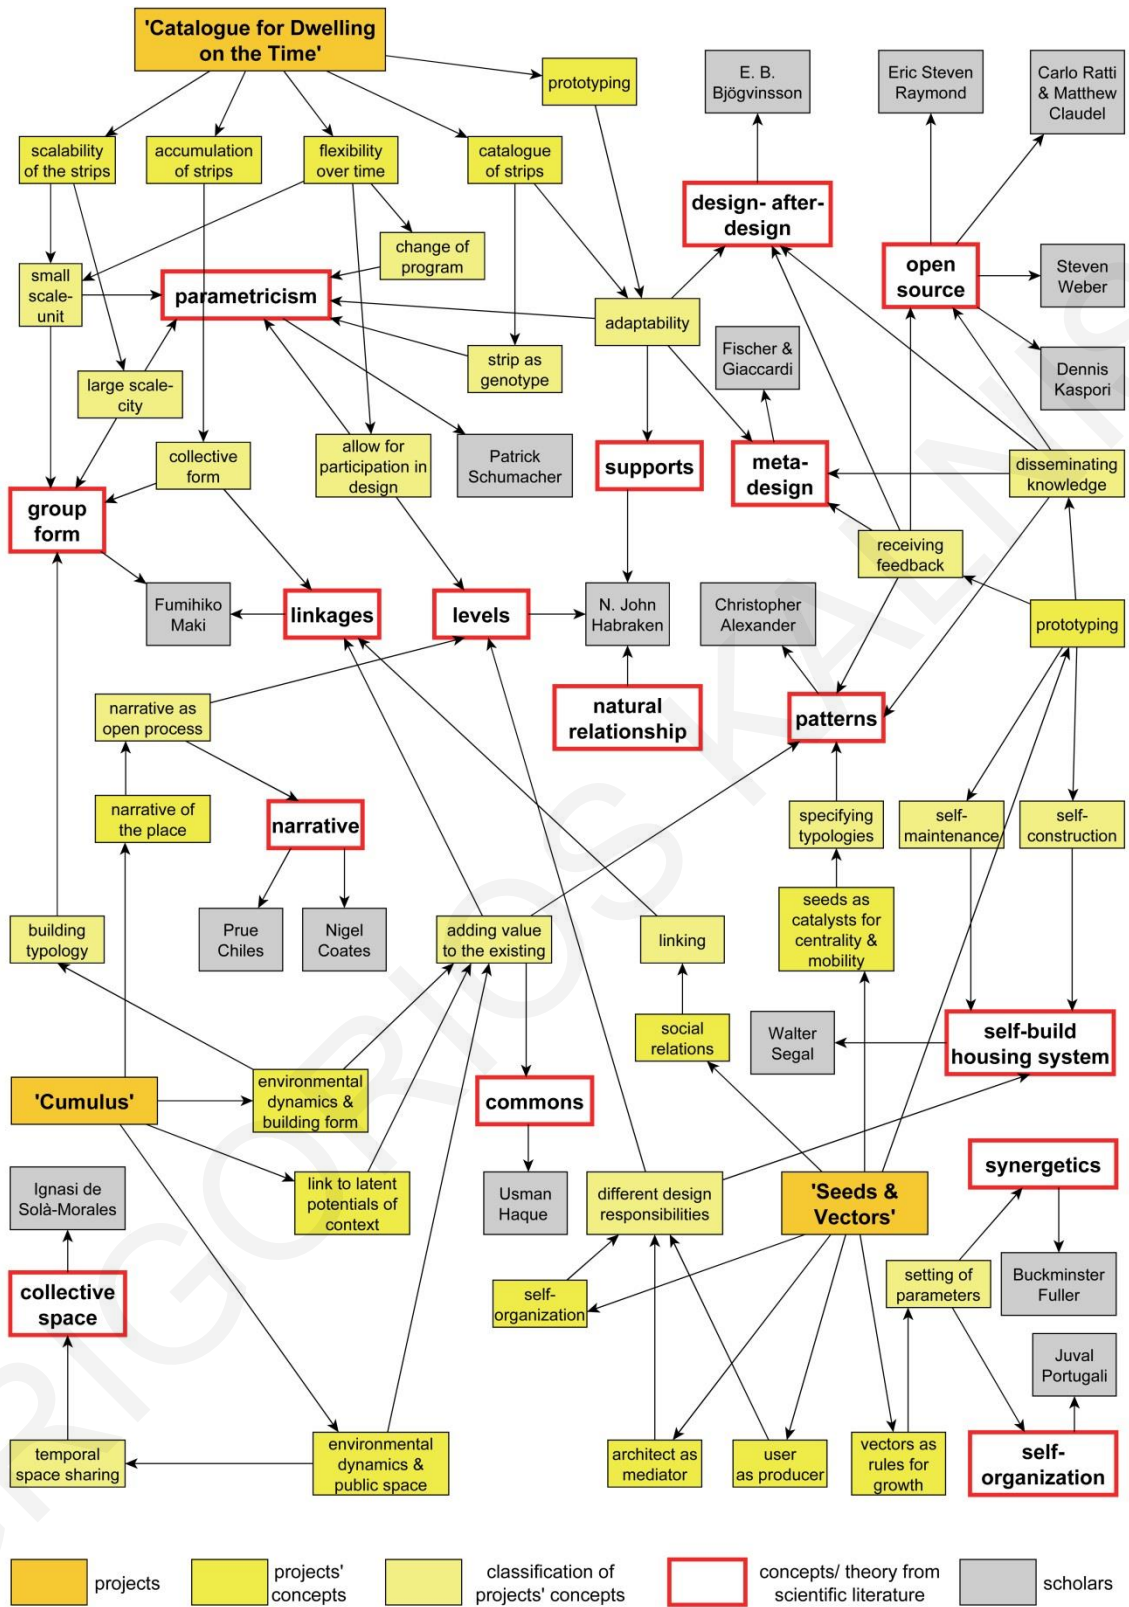 'Catalogue for Dwelling
on the Time'
prototyping
E. B.
Björgvinsson
Eric Steven
Raymond
Carlo Ratti
& Matthew
Claudel
scalability
of the strips
accumulation
of strips
flexibility
over time
catalogue
of strips
design- after-
design
change of
program
open
source
Steven
Weber
small
scale-
unit
parametricism
adaptability
strip as
genotype
Fischer &
Giaccardi
Dennis
Kaspori
large scale-
city
collective
form
allow for
participation in
design
Patrick
Schumacher
supports
meta-
design
disseminating
knowledge
group
form
receiving
feedback
Fumihiko
Maki
linkages
levels
N. John
Habraken
Christopher
Alexander
prototyping
narrative as
open process
natural
relationship
patterns
narrative of
the place
narrative
specifying
typologies
self-
maintenance
self-
construction
building
typology
Prue
Chiles
Nigel
Coates
adding value
to the existing
linking
seeds as
catalysts for
centrality &
mobility
social
relations
Walter
Segal
self-build
housing system
'Cumulus'
environmental
dynamics &
building form
commons
synergetics
Ignasi de
Solà-Morales
link to latent
potentials of
context
Usman
Haque
different design
responsibilities
'Seeds &
Vectors'
collective
space
self-
organization
setting of
parameters
Buckminster
Fuller
Juval
Portugali
temporal
space sharing
environmental
dynamics &
public space
architect as
mediator
user
as producer
vectors as
rules for
growth
self-
organization
projects
projects'
concepts
classification of
projects' concepts
concepts/ theory from
scientific literature
scholars